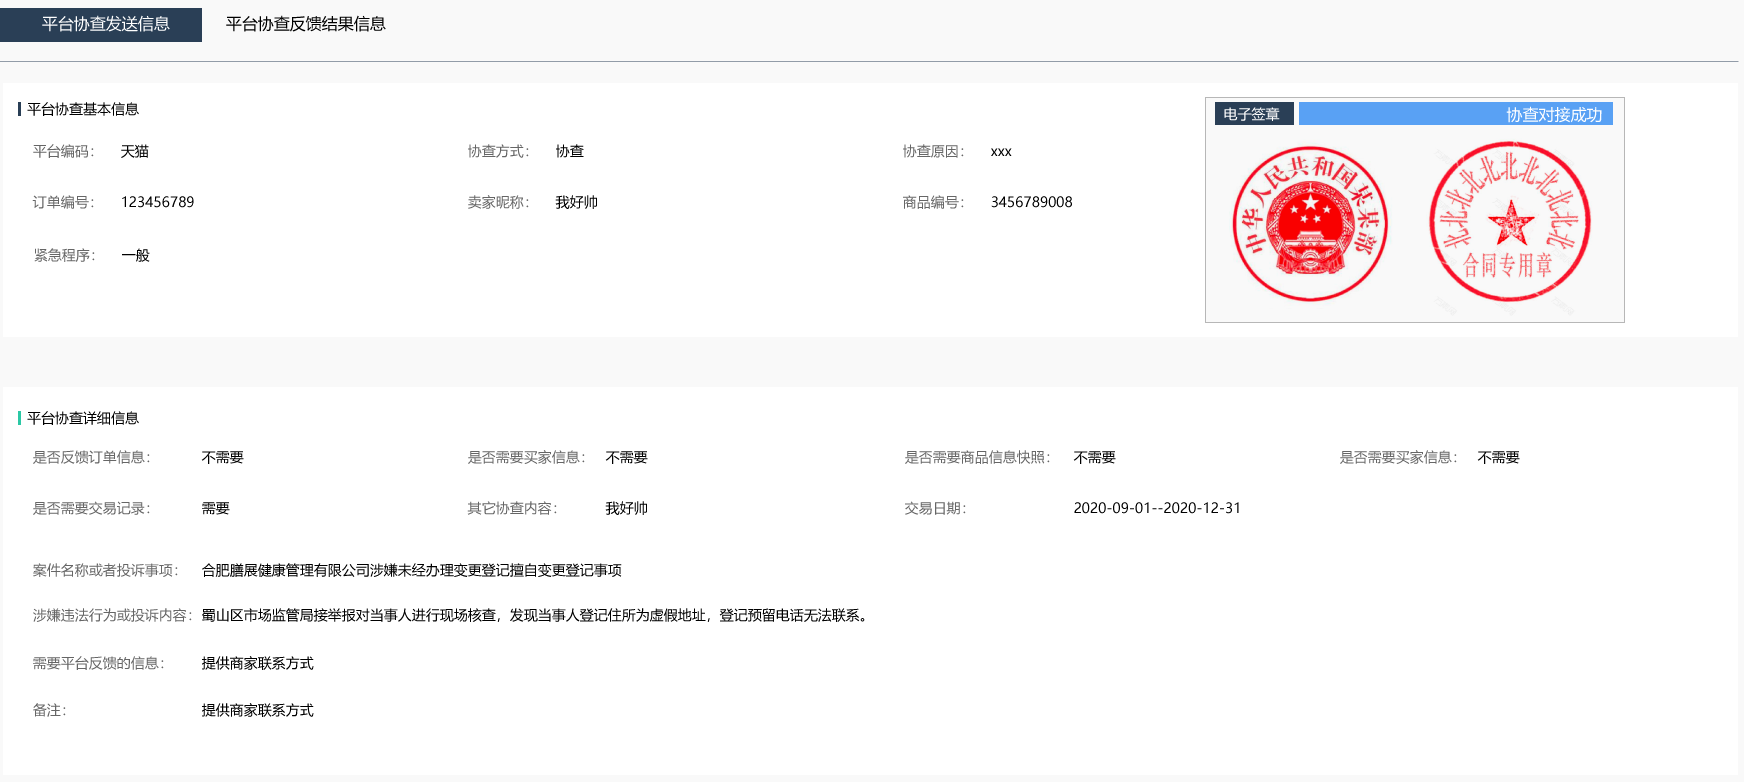 平台协查发送信息 平台协查反馈结果信息
平台协查基本信息
电子签章 协查对接成功
平台编码： 天猫 协查方式： 协查 协查原因： xxx
订单编号： 123456789 卖家昵称： 我好帅 商品编号： 3456789008
紧急程序： 一般
中华人民共和国某某部
北北北北北北北北北北
合同专用章
平台协查详细信息
是否反馈订单信息： 不需要 是否需要买家信息： 不需要 是否需要商品信息快照： 不需要 是否需要买家信息： 不需要
是否需要交易记录： 需要 其它协查内容： 我好帅 交易日期： 2020-09-01--2020-12-31
案件名称或者投诉事项： 合肥膳展健康管理有限公司涉嫌未经办理变更登记擅自变更登记事项
涉嫌违法行为或投诉内容： 蜀山区市场监管局接举报对当事人进行现场核查，发现当事人登记住所为虚假地址，登记预留电话无法联系。
需要平台反馈的信息： 提供商家联系方式
备注： 提供商家联系方式